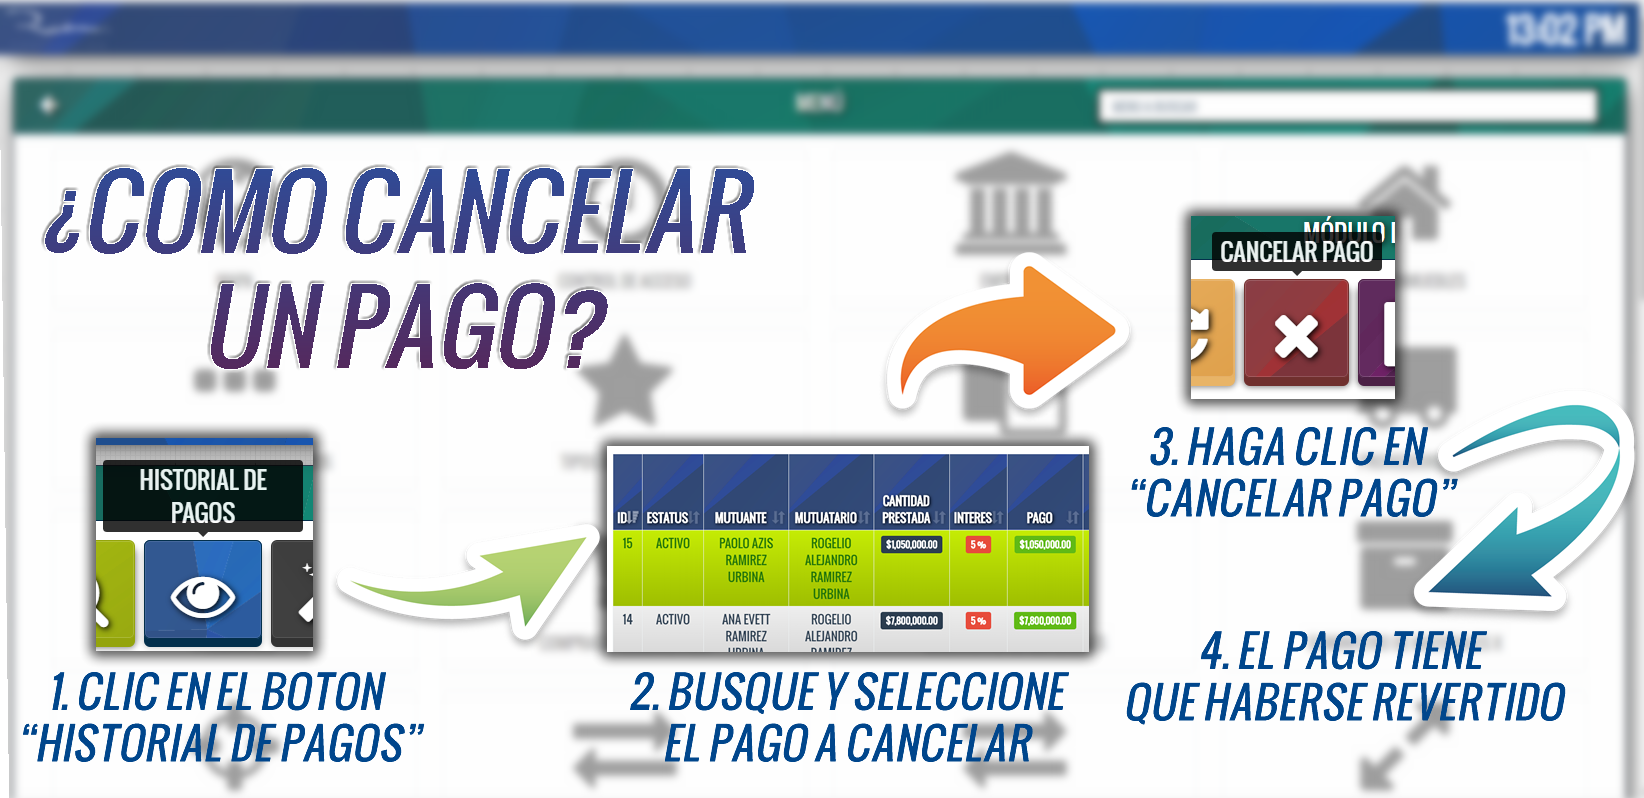 13:02 PM
MENÚ
¿COMO CANCELAR
UN PAGO?
HISTORIAL DE
PAGOS
1. CLIC EN EL BOTON
“HISTORIAL DE PAGOS”
ID ESTATUS MUTUANTE MUTUATARIO CANTIDAD PRESTADA INTERES PAGO
15 ACTIVO PAOLO AZIS ROGELIO $1,050,000.00 5 % $1,050,000.00
RAMIREZ ALEJANDRO
URBINA RAMIREZ
URBINA
14 ACTIVO ANA EVETT ROGELIO $7,800,000.00 5 % $7,800,000.00
RAMIREZ ALEJANDRO
URBINA RAMIREZ
2. BUSQUE Y SELECCIONE
EL PAGO A CANCELAR
MÓDULO
CANCELAR PAGO
3. HAGA CLIC EN
“CANCELAR PAGO”
4. EL PAGO TIENE
QUE HABERSE REVERTIDO